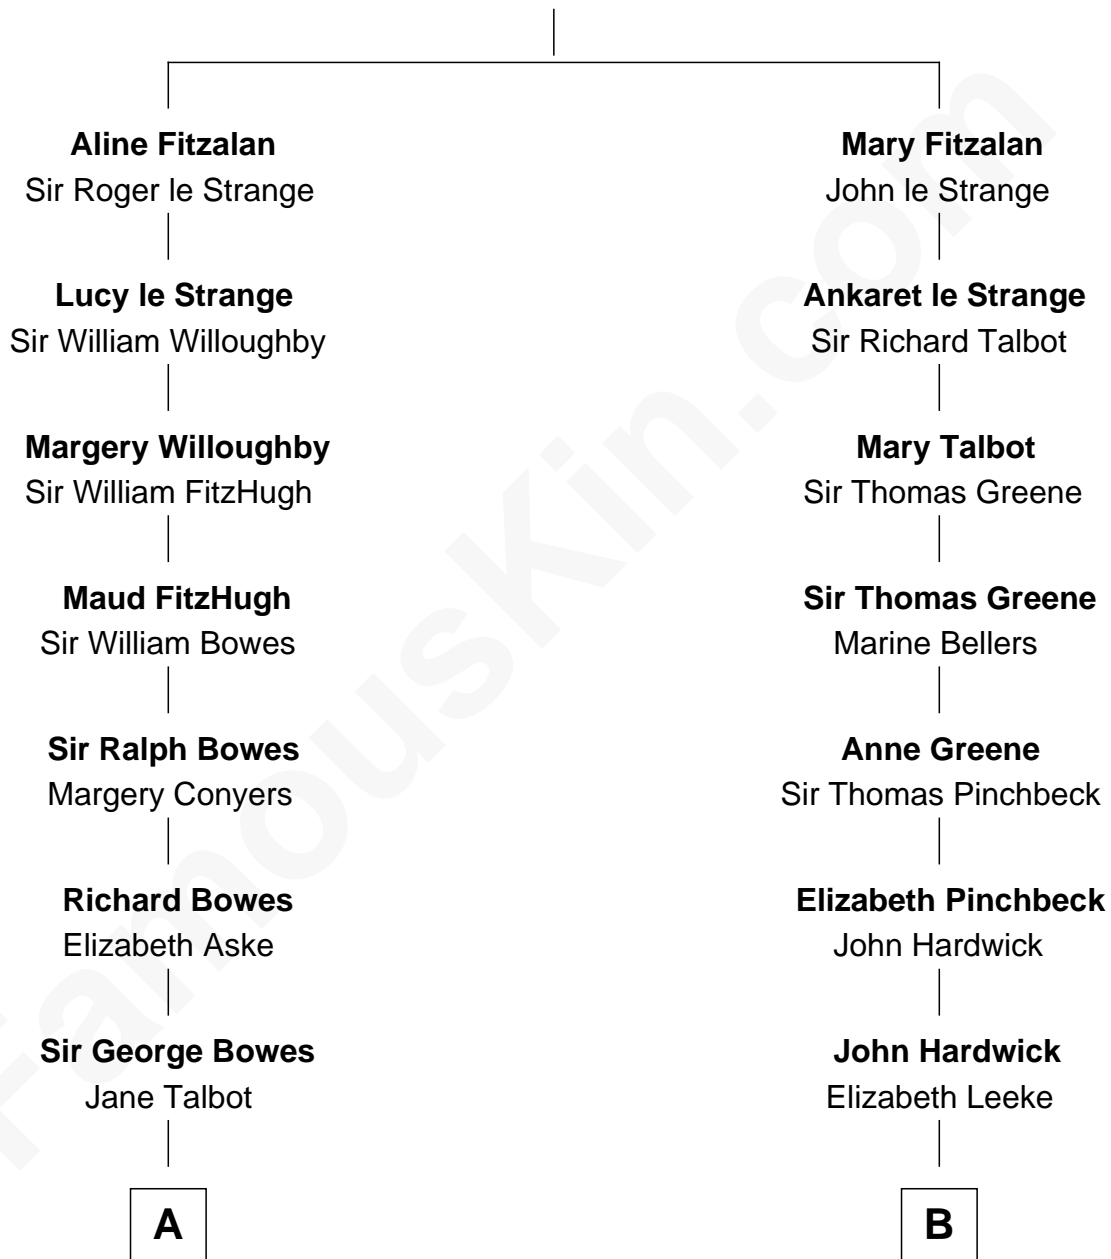 Aline Fitzalan
Sir Roger le Strange
Lucy le Strange
Sir William Willoughby
Margery Willoughby
Sir William FitzHugh
Maud FitzHugh
Sir William Bowes
Sir Ralph Bowes
Margery Conyers
Richard Bowes
Elizabeth Aske
Sir George Bowes
Jane Talbot
A
Mary Fitzalan
John le Strange
Ankaret le Strange
Sir Richard Talbot
Mary Talbot
Sir Thomas Greene
Sir Thomas Greene
Marine Bellers
Anne Greene
Sir Thomas Pinchbeck
Elizabeth Pinchbeck
John Hardwick
John Hardwick
Elizabeth Leeke
B
FamousKin.com